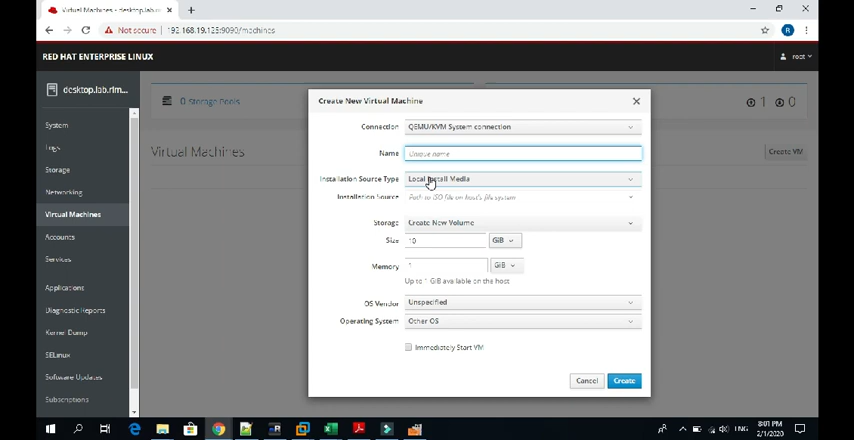 Virtual Machines - desktop.lab.rl
Not secure | 192.168.19.125:9090/machines
R
RED HAT ENTERPRISE LINUX
root
desktop.lab.rlm...
0 Storage Pools
1 0
Virtual Machines
Create VM
System
Logs
Storage
Networking
Virtual Machines
Accounts
Services
Applications
Diagnostic Reports
Kernel Dump
SELinux
Software Updates
Subscriptions
Create New Virtual Machine
Connection QEMU/KVM System connection
Name Unique name
Installation Source Type Local Install Media
Installation Source Path to ISO file on host's file system
Storage Create New Volume
Size 10 GiB
Memory 1 GiB
Up to 1 GiB available on the host
OS Vendor Unspecified
Operating System Other OS
Immediately Start VM
Cancel Create
ENG
8:01 PM
2/1/2020